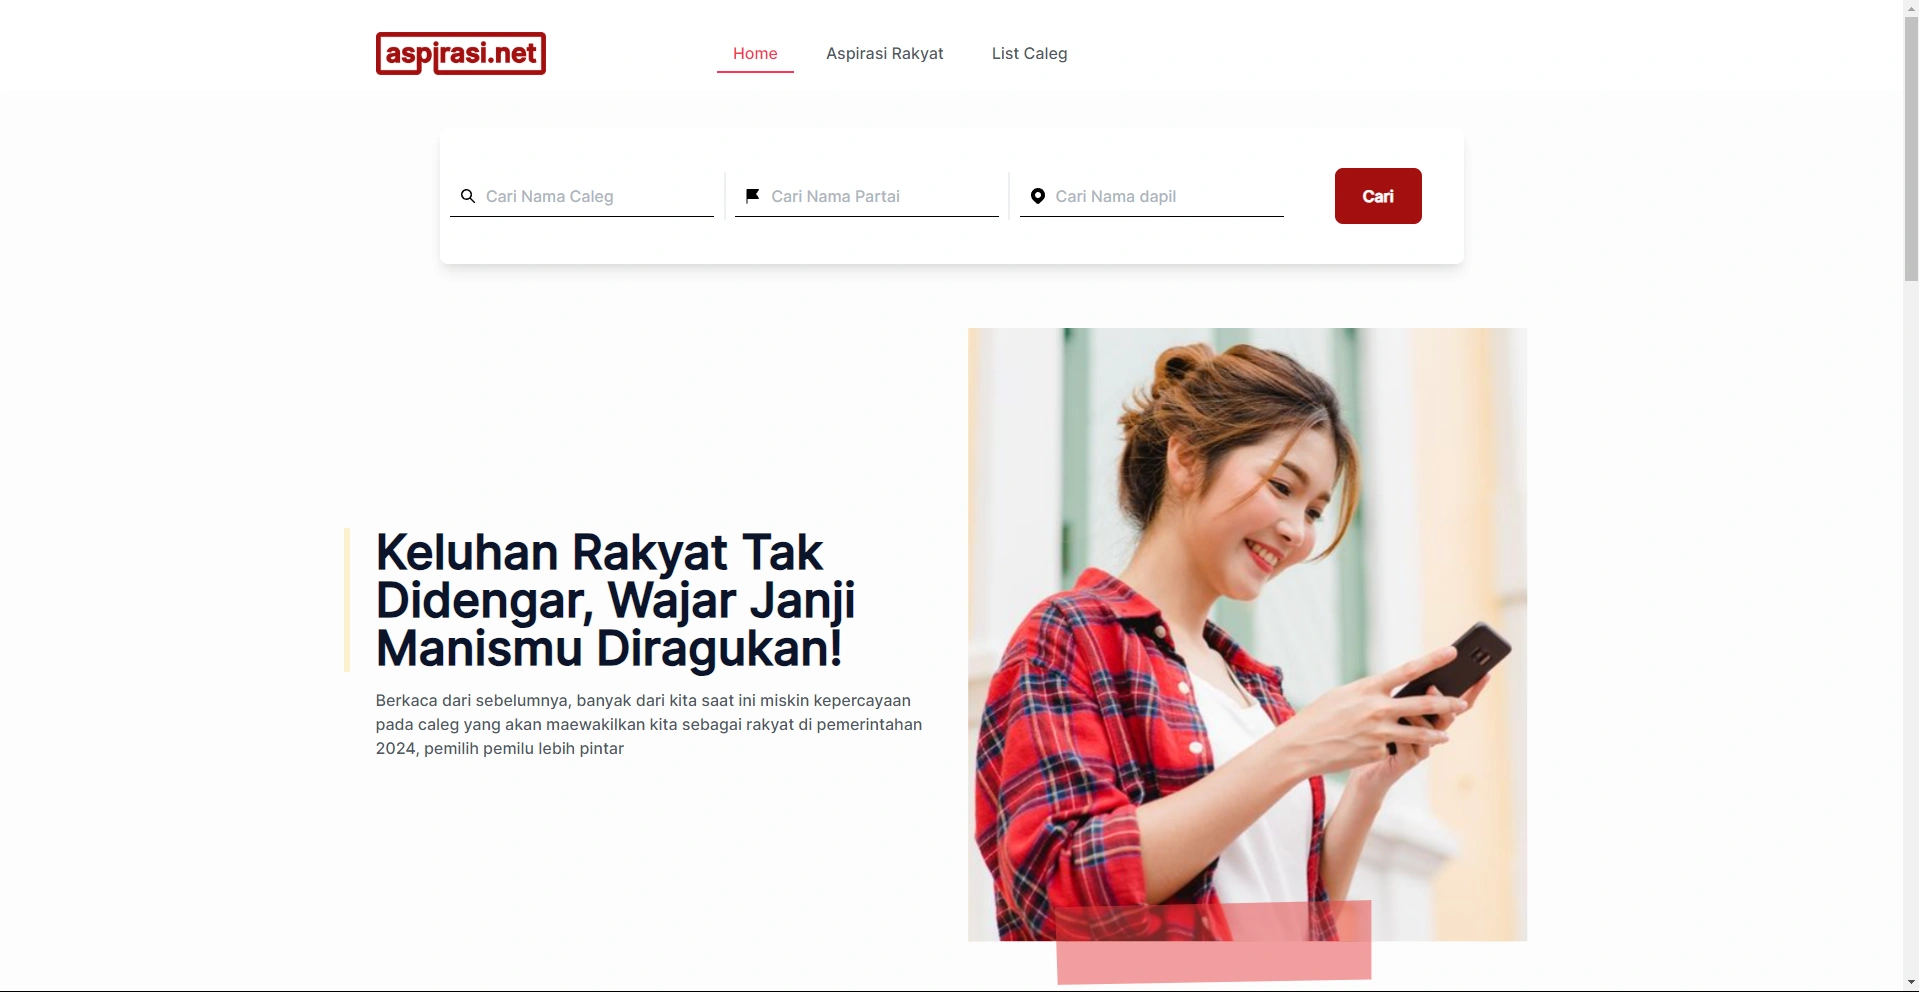 aspirasi.net
Home
Aspirasi Rakyat
List Caleg
Cari Nama Caleg
Cari Nama Partai
Cari Nama dapil
Cari
Keluhan Rakyat Tak
Didengar, Wajar Janji
Manismu Diragukan!
Berkaca dari sebelumnya, banyak dari kita saat ini miskin kepercayaan
pada caleg yang akan maewakilkan kita sebagai rakyat di pemerintahan
2024, pemilih pemilu lebih pintar